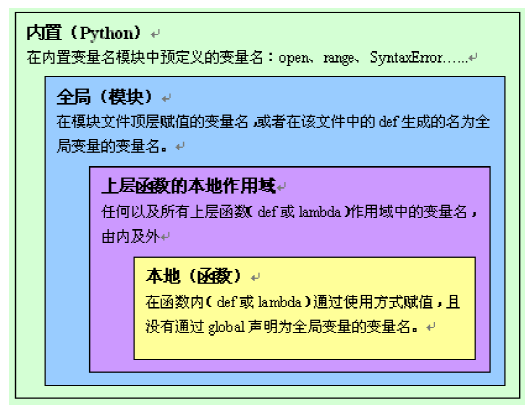 内置（Python）
在内置变量名模块中预定义的变量名：open、range、SyntaxError……
全局（模块）
在模块文件顶层赋值的变量名,或者在该文件中的 def 生成的名为全
局变量的变量名。
上层函数的本地作用域
任何以及所有上层函数（def 或 lambda）作用域中的变量名，
由内及外
本地（函数）
在函数内（def 或 lambda）通过使用方式赋值，且
没有通过 global 声明为全局变量的变量名。